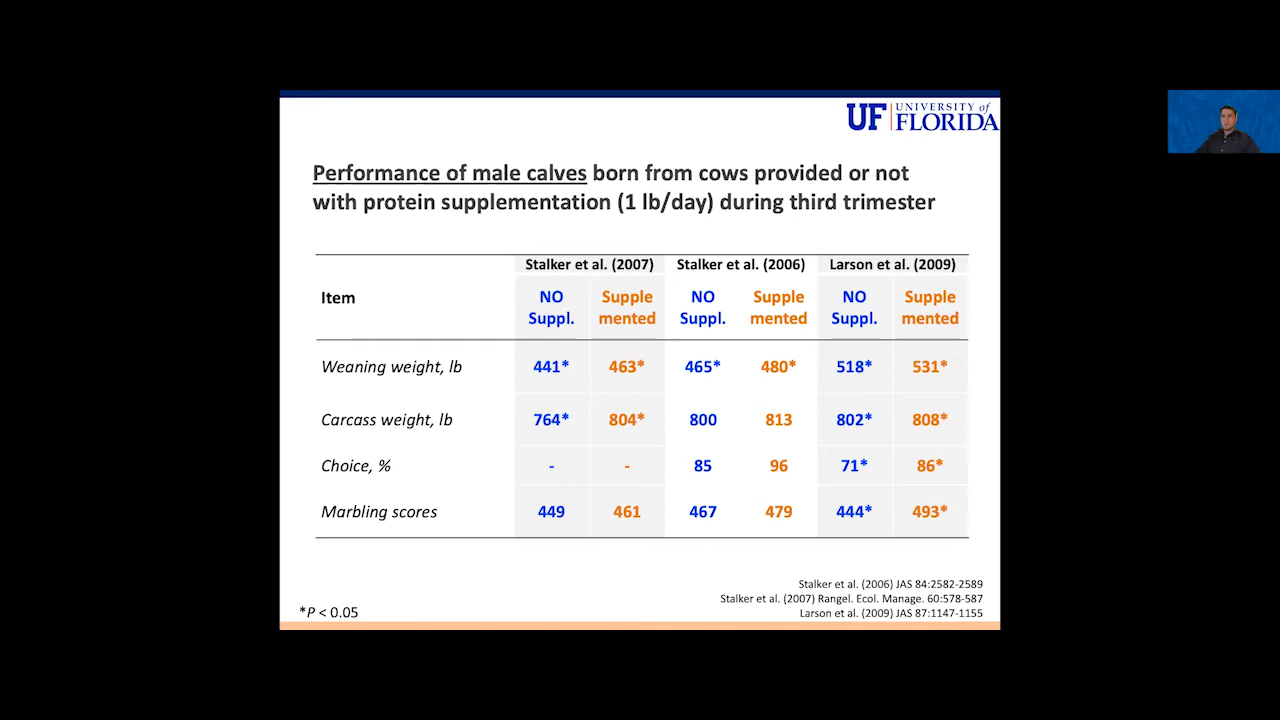 UF UNIVERSITY of
FLORIDA
Performance of male calves born from cows provided or not
with protein supplementation (1 lb/day) during third trimester
Stalker et al. (2007) Stalker et al. (2006) Larson et al. (2009)
Item NO Supple NO Supple NO Supple
Suppl. mented Suppl. mented Suppl. mented
Weaning weight, lb 441* 463* 465* 480* 518* 531*
Carcass weight, lb 764* 804* 800 813 802* 808*
Choice, % - - 85 96 71* 86*
Marbling scores 449 461 467 479 444* 493*
Stalker et al. (2006) JAS 84:2582-2589
Stalker et al. (2007) Rangel. Ecol. Manage. 60:578-587
*P < 0.05 Larson et al. (2009) JAS 87:1147-1155